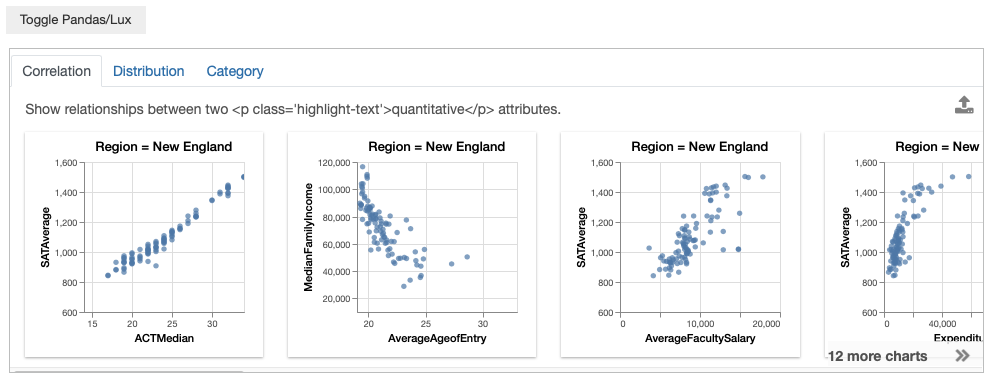 Toggle Pandas/Lux
Correlation Distribution Category
Show relationships between two <p class='highlight-text'>quantitative</p> attributes.
Region = New England
1,600
1,400
1,200
1,000
800
600
SATAverage
15 20 25 30
ACTMedian
Region = New England
120,000
100,000
80,000
60,000
40,000
20,000
MedianFamilyIncome
20 25 30
AverageAgeofEntry
Region = New England
1,600
1,400
1,200
1,000
800
600
SATAverage
0 10,000 20,000
AverageFacultySalary
Region = New
1,600
1,400
1,200
1,000
800
600
SATAverage
0 40,000
Expenditu
12 more charts